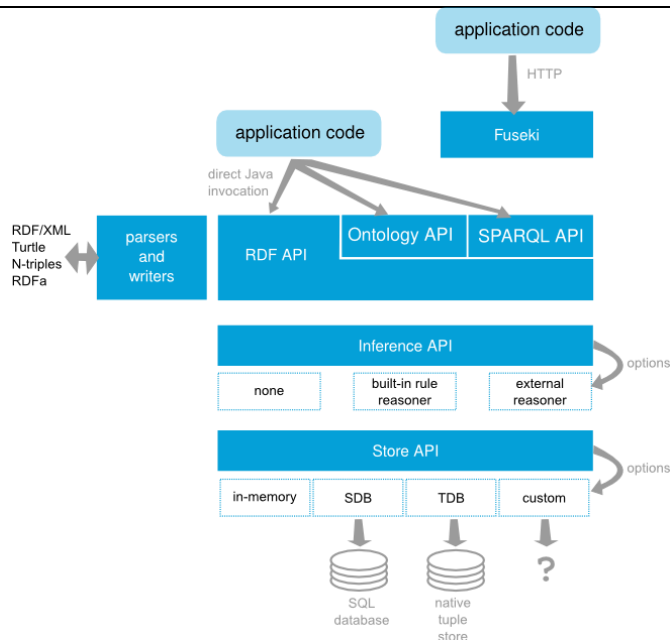 application code
HTTP
Fuseki
application code
direct Java
invocation
RDF/XML
Turtle
N-triples
RDFa
parsers
and
writers
RDF API
Ontology API
SPARQL API
Inference API
options
none
built-in rule
reasoner
external
reasoner
Store API
options
in-memory
SDB
TDB
custom
?
SQL
database
native
tuple
store